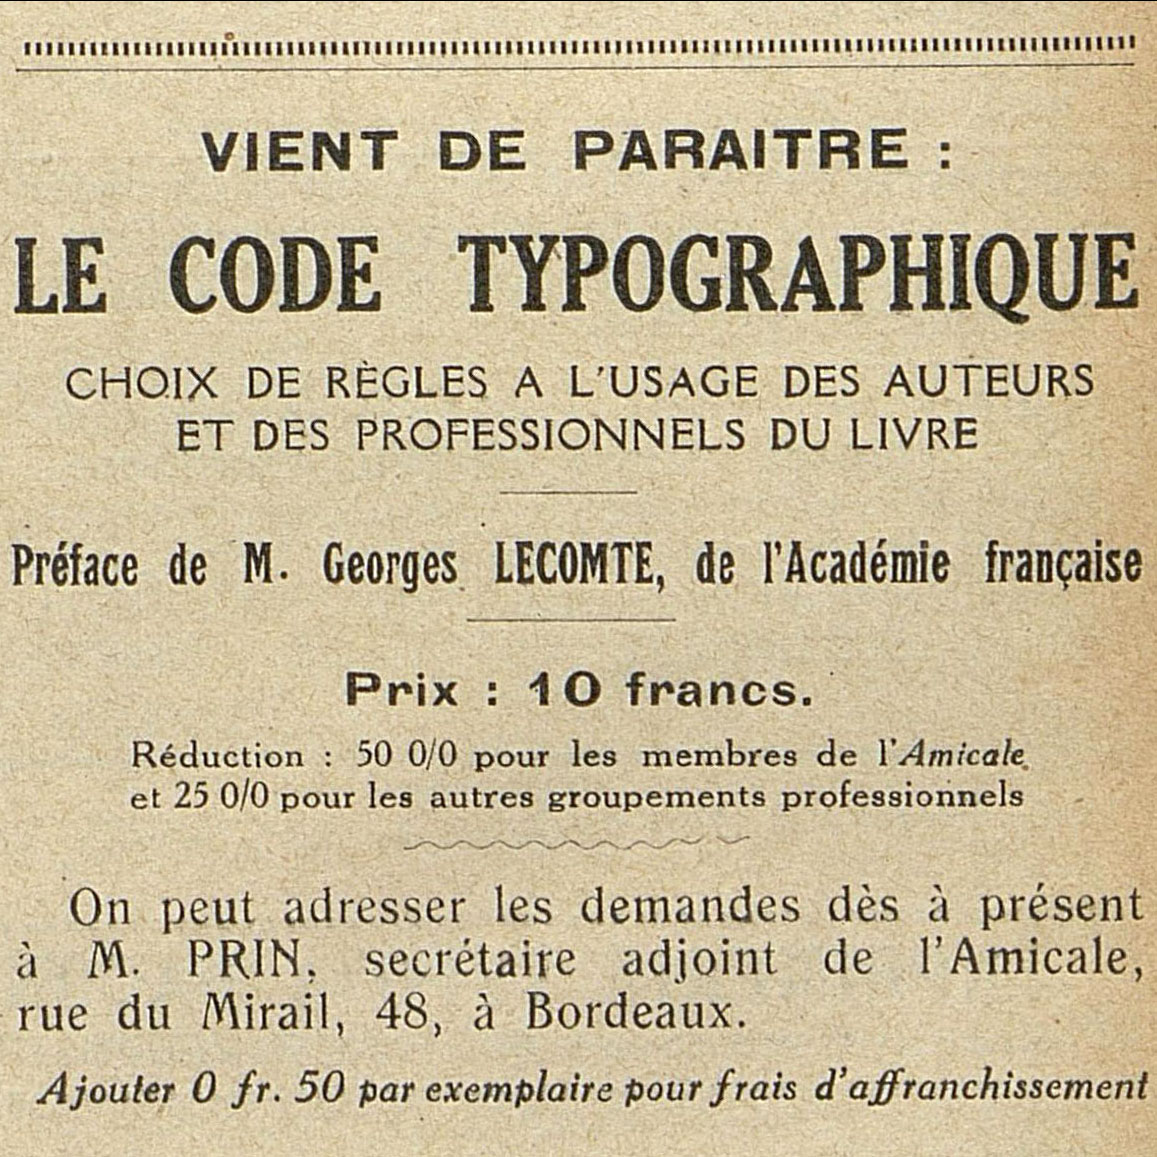 VIENT DE PARAITRE :
LE CODE TYPOGRAPHIQUE
CHOIX DE RÈGLES A L'USAGE DES AUTEURS
ET DES PROFESSIONNELS DU LIVRE
Préface de M. Georges LECOMTE, de l'Académie française
Prix : 10 francs.
Réduction : 50 0/0 pour les membres de l'Amicale
et 25 0/0 pour les autres groupements professionnels
On peut adresser les demandes dès à présent
à M. PRIN, secrétaire adjoint de l'Amicale,
rue du Mirail, 48, à Bordeaux.
Ajouter 0 fr. 50 par exemplaire pour frais d'affranchissement